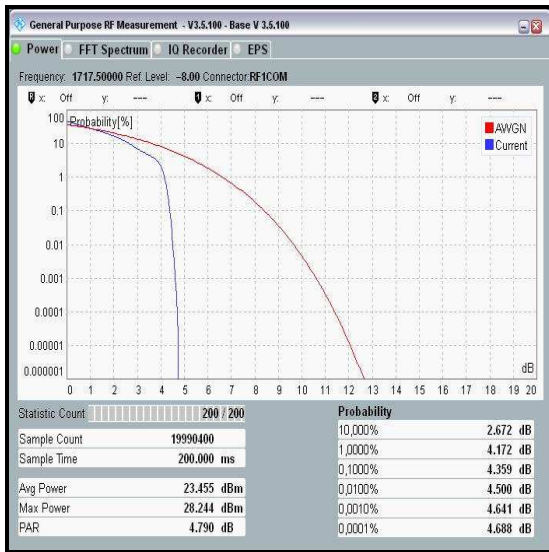 General Purpose RF Measurement - V3.5.100 - Base V 3.5.100
Power FFT Spectrum IQ Recorder EPS
Frequency: 1717.50000 Ref. Level: -8.00 Connector:RF1COM
R x: Off y: --- 1 x: Off y: --- 2 x: Off y: ---
Probability[%]
AWGN
Current
100
10
1
0.1
0.01
0.001
0.0001
0.00001
0.000001
dB
0 1 2 3 4 5 6 7 8 9 10 11 12 13 14 15 16 17 18 19 20
Statistic Count 200 / 200
Sample Count 19990400
Sample Time 200.000 ms
Avg Power 23.455 dBm
Max Power 28.244 dBm
PAR 4.790 dB
Probability
10,000% 2.672 dB
1,0000% 4.172 dB
0,1000% 4.359 dB
0,0100% 4.500 dB
0,0010% 4.641 dB
0,0001% 4.688 dB